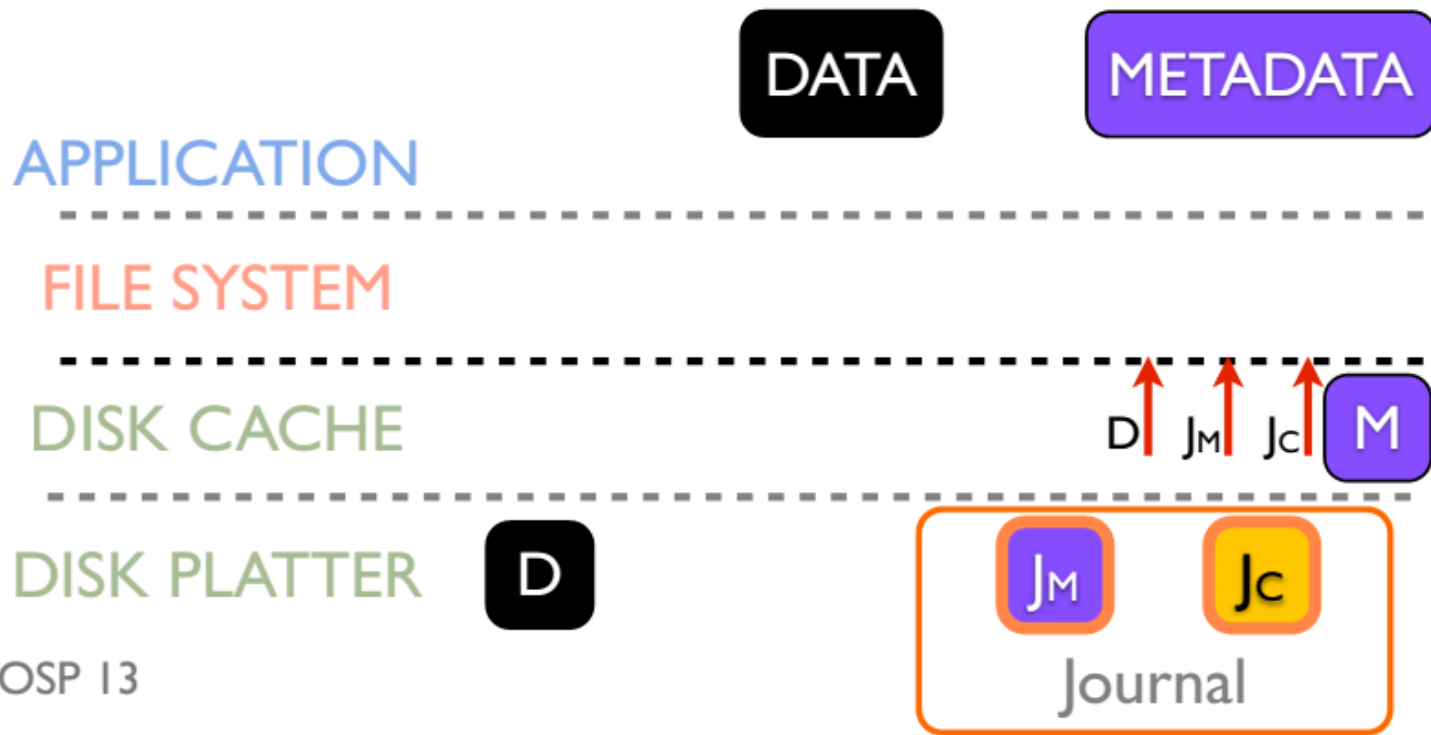 DATA METADATA
APPLICATION
FILE SYSTEM
DISK CACHE D JM JC M
DISK PLATTER D JM JC
OSP 13 Journal